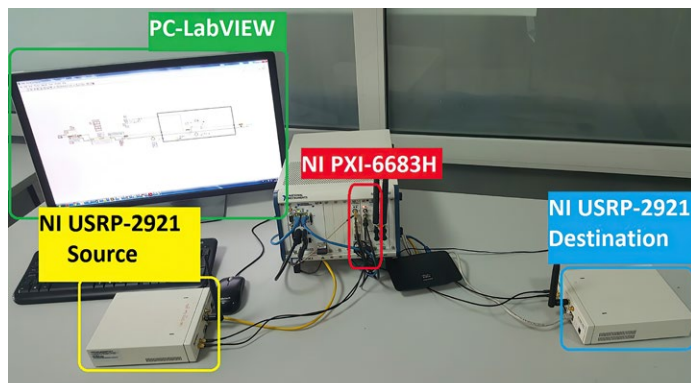 PC-LabVIEW
NI PXI-6683H
NI USRP-2921
Source
NI USRP-2921
Destination